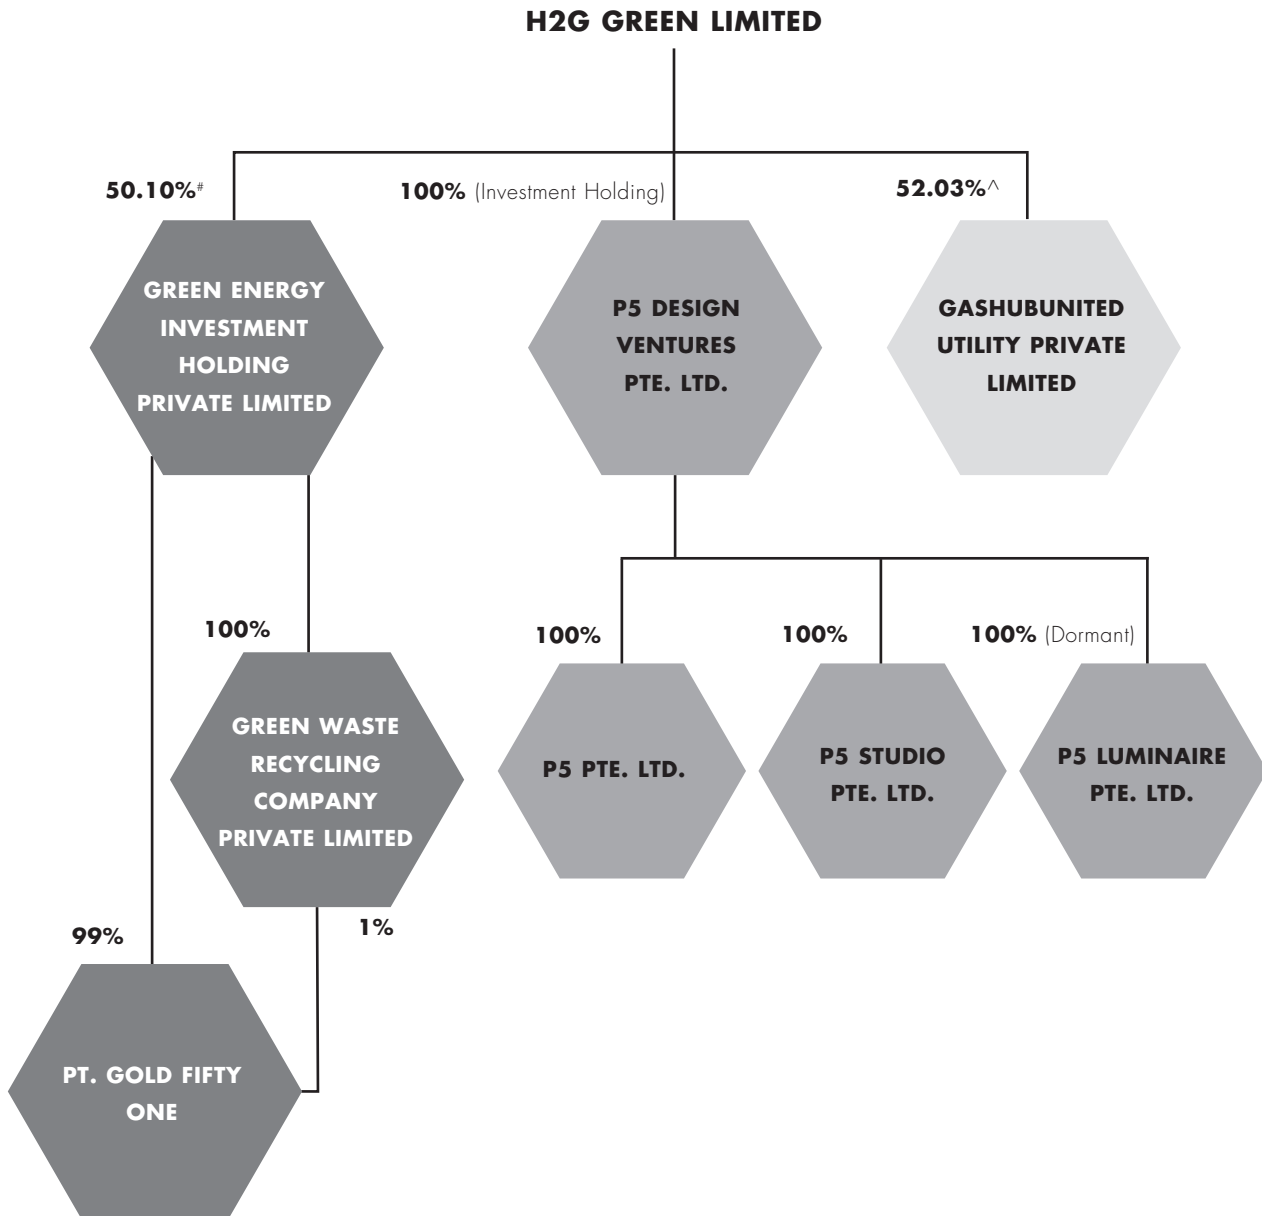 H2G GREEN LIMITED
50.10%#
100% (Investment Holding)
52.03%^
GREEN ENERGY
INVESTMENT
HOLDING
PRIVATE LIMITED
P5 DESIGN
VENTURES
PTE. LTD.
GASHUBUNITED
UTILITY PRIVATE
LIMITED
100%
100%
100%
100% (Dormant)
GREEN WASTE
RECYCLING
COMPANY
PRIVATE LIMITED
P5 PTE. LTD.
P5 STUDIO
PTE. LTD.
P5 LUMINAIRE
PTE. LTD.
99%
1%
PT. GOLD FIFTY
ONE